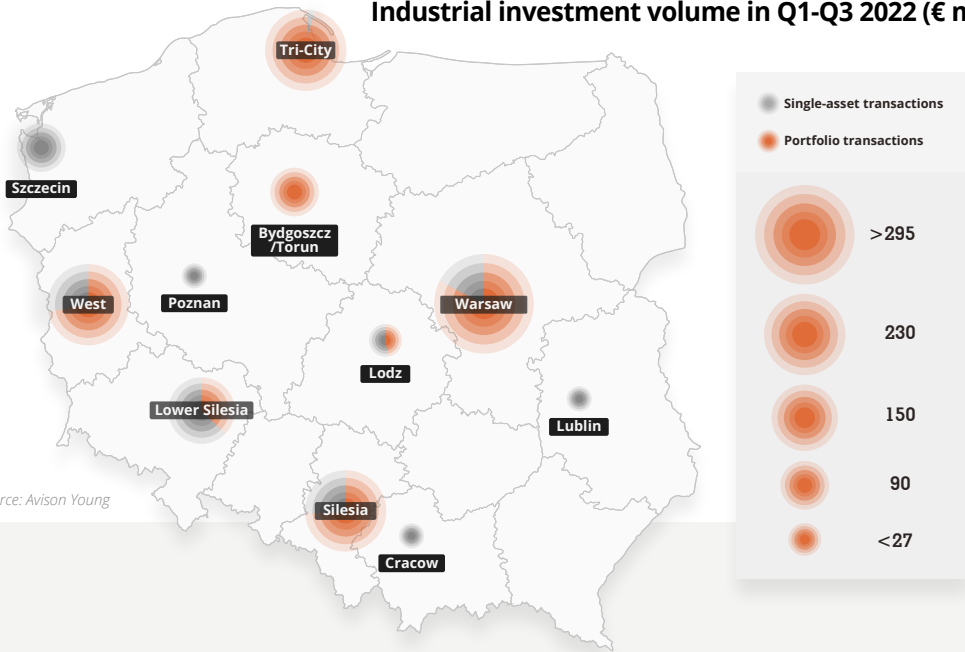 Industrial investment volume in Q1-Q3 2022 (€
Tri-City
Single-asset transactions
Portfolio transactions
Szczecin
Bydgoszcz
/Torun
>295
West
Poznan
Warsaw
230
Lodz
Lower Silesia
150
Lublin
90
Source: Avison Young
Silesia
<27
Cracow